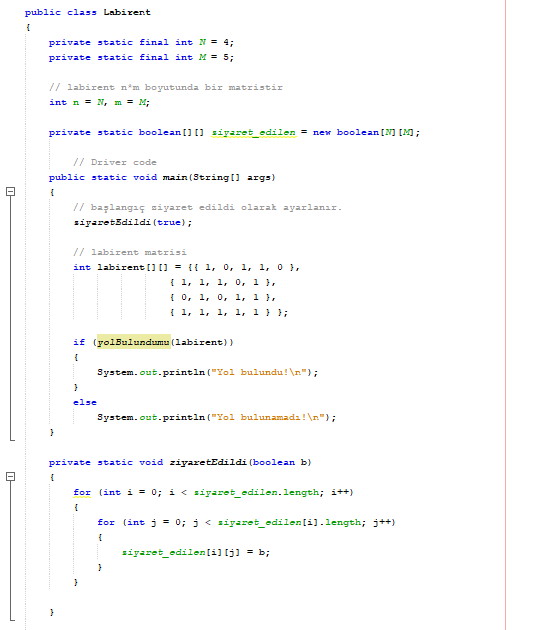 public class Labirent
{
private static final int N = 4;
private static final int M = 5;
// labirent n*m boyutunda bir matristir
int n = N, m = M;
private static boolean[][] ziyaret_edilen = new boolean[N][M];
// Driver code
public static void main(String[] args)
{
// başlangıç ziyaret edildi olarak ayarlanır.
ziyaretEdildi(true);
// labirent matrisi
int labirent[][] = {{ 1, 0, 1, 1, 0 },
{ 1, 1, 1, 0, 1 },
{ 0, 1, 0, 1, 1 },
{ 1, 1, 1, 1, 1 } };
if (yolBulundumu(labirent))
{
System.out.println("Yol bulundu!\n");
}
else
System.out.println("Yol bulunamadı!\n");
}
private static void ziyaretEdildi(boolean b)
{
for (int i = 0; i < ziyaret_edilen.length; i++)
{
for (int j = 0; j < ziyaret_edilen[i].length; j++)
{
ziyaret_edilen[i][j] = b;
}
}
}